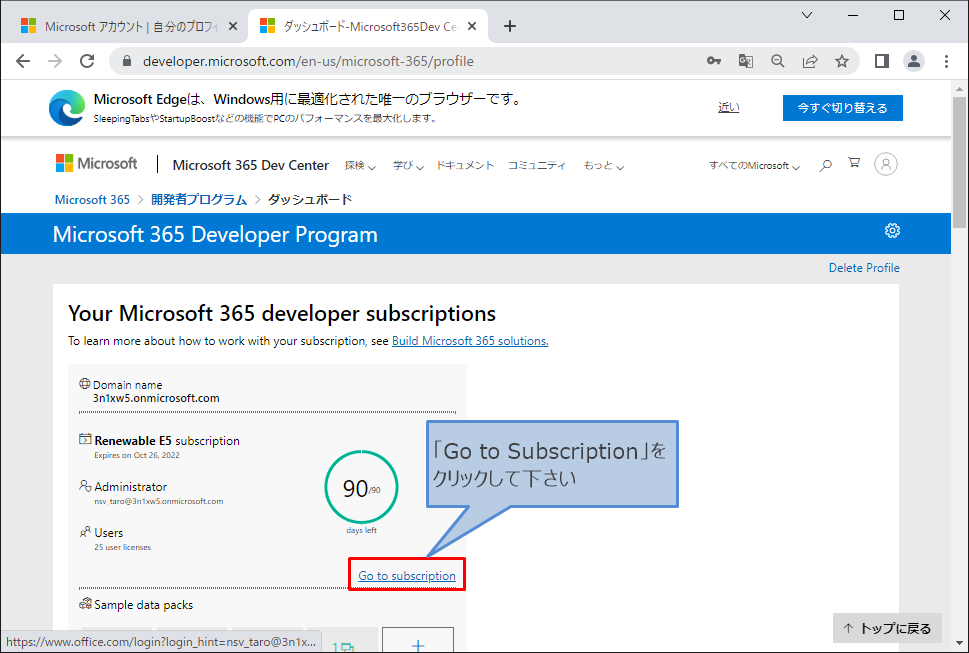 Microsoft アカウント | 自分のプロフィ
ダッシュボード-Microsoft365Dev Ce
developer.microsoft.com/en-us/microsoft-365/profile
Microsoft Edgeは、Windows用に最適化された唯一のブラウザーです。
SleepingTabsやStartupBoostなどの機能でPCのパフォーマンスを最大化します。
近い
今すぐ切り替える
Microsoft
Microsoft 365 Dev Center
探検
学び
ドキュメント
コミュニティ
もっと
すべてのMicrosoft
Microsoft 365 > 開発者プログラム > ダッシュボード
Microsoft 365 Developer Program
Delete Profile
Your Microsoft 365 developer subscriptions
To learn more about how to work with your subscription, see Build Microsoft 365 solutions.
Domain name
3n1xw5.onmicrosoft.com
Renewable E5 subscription
Expires on Oct 26, 2022
Administrator
nsv_taro@3n1xw5.onmicrosoft.com
Users
25 user licenses
90/90
days left
「Go to Subscription」を
クリックして下さい
Go to subscription
Sample data packs
トップに戻る
https://www.office.com/login?login_hint=nsv_taro@3n1x...